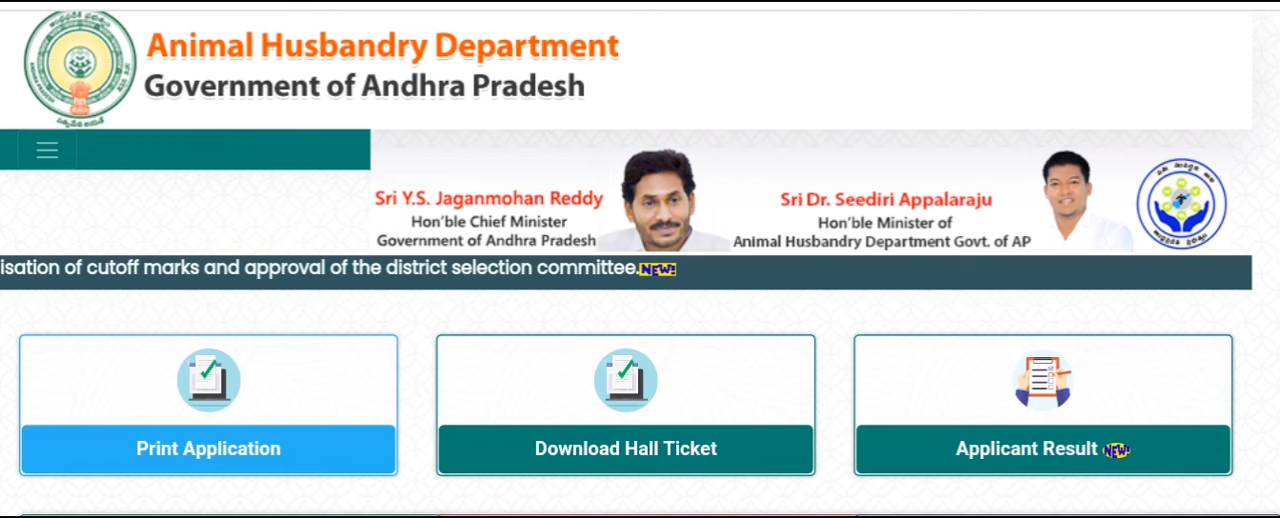 Animal Husbandry Department
Government of Andhra Pradesh
Sri Y.S. Jaganmohan Reddy
Hon'ble Chief Minister
Government of Andhra Pradesh
Sri Dr. Seediri Appalaraju
Hon'ble Minister of
Animal Husbandry Department Govt. of AP
isation of cutoff marks and approval of the district selection committee. NEW!
Print Application
Download Hall Ticket
Applicant Result NEW!